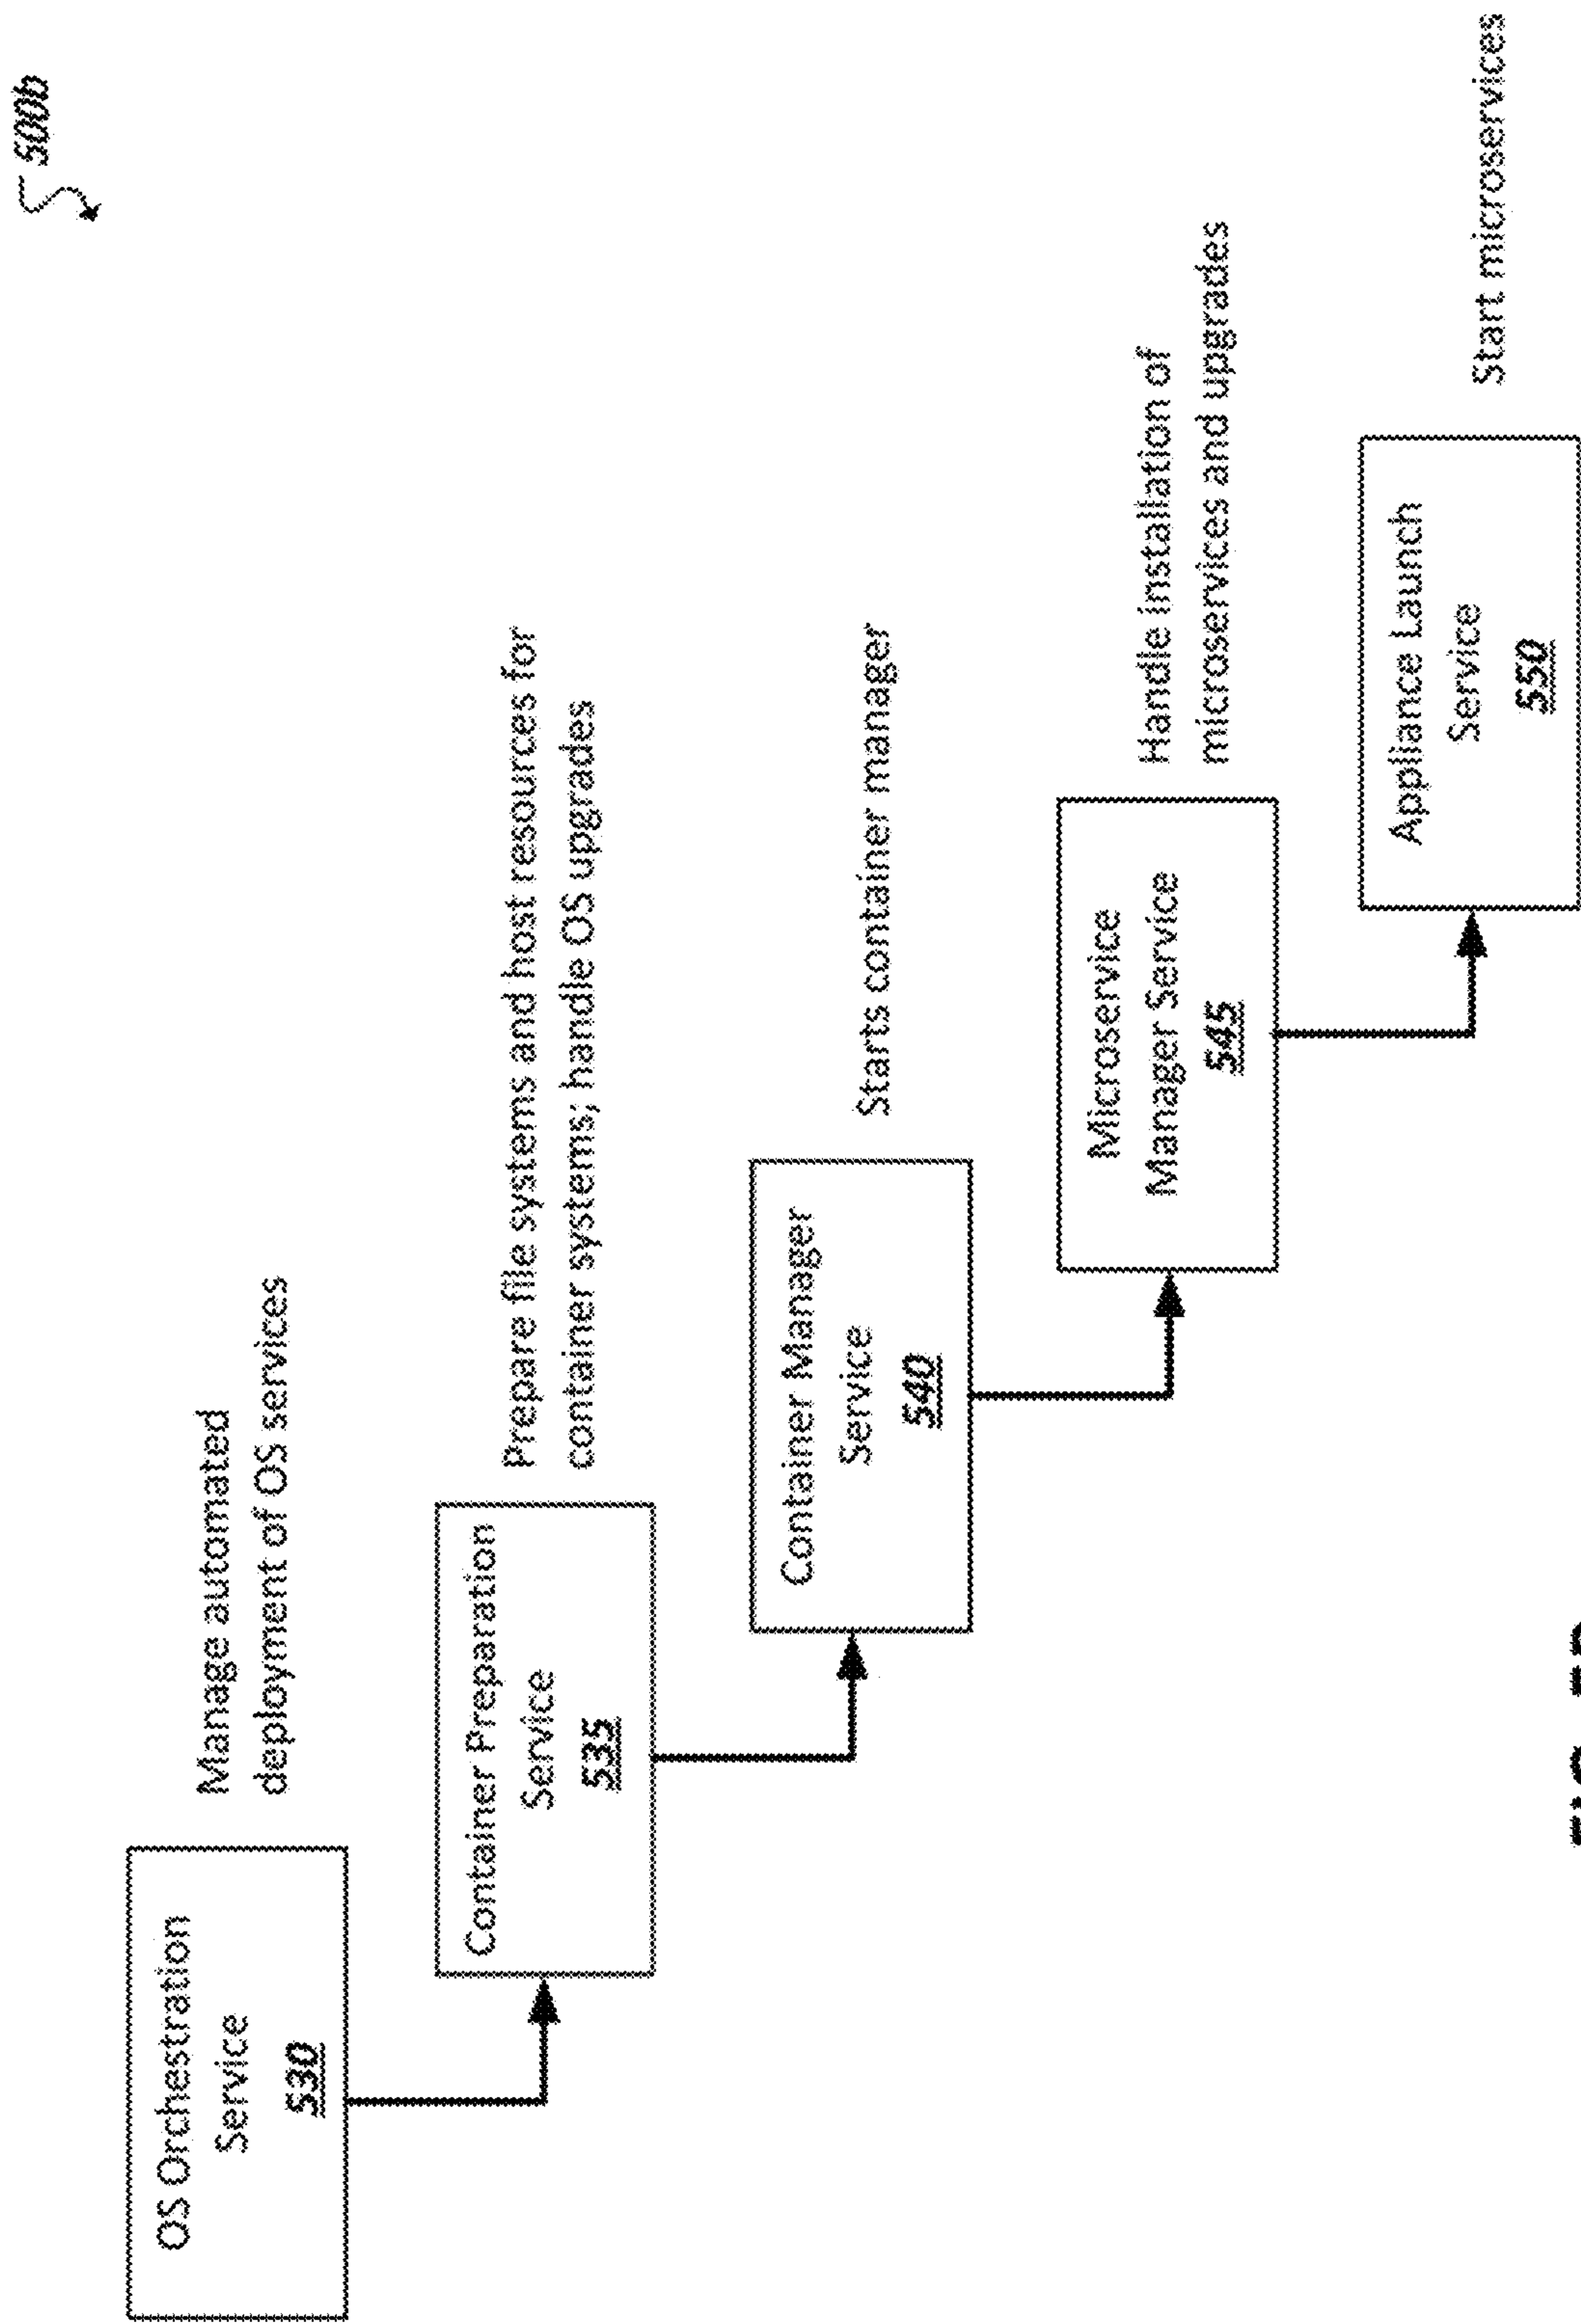 500b
OS Orchestration
Service
530
Manage automated
deployment of OS services
Container Preparation
Service
535
Prepare file systems and host resources for
container systems; handle OS upgrades
Container Manager
Service
540
Starts container manager
Microservice
Manager Service
545
Handle installation of
microservices and upgrades
Appliance Launch
Service
550
Start microservices